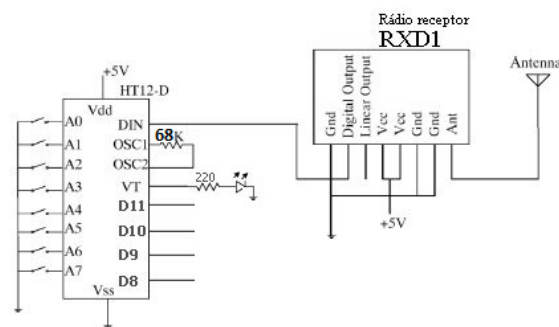 Rádio receptor
RXD1
Antenna
+5V
HT12-D
Vdd
A0
A1
A2
A3
A4
A5
A6
A7
Vss
DIN
OSC1
68K
OSC2
VT
220
D11
D10
D9
D8
Gnd
Digital Output
Linear Output
Vcc
Vcc
Gnd
Gnd
Ant
+5V